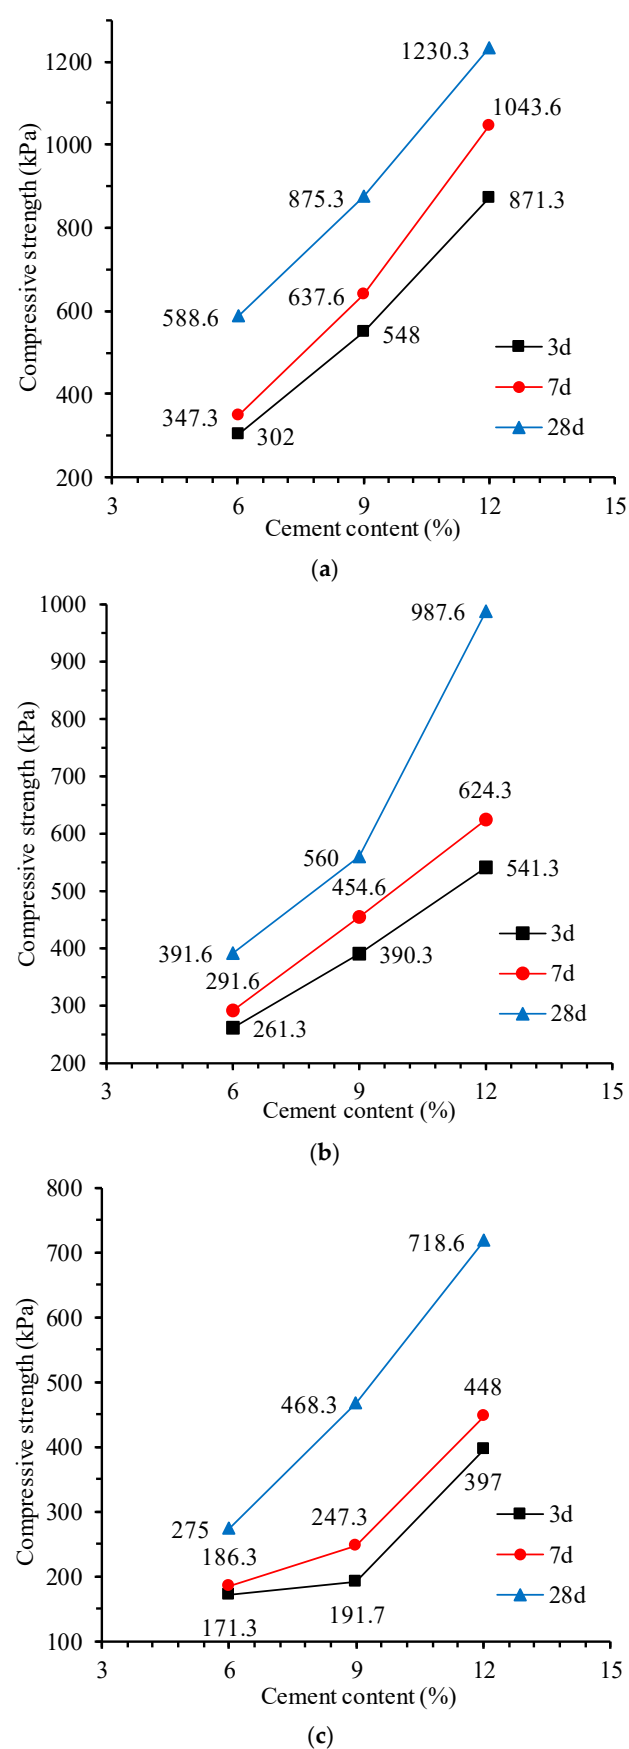 1200
1000
800
600
400
200
Compressive strength (kPa)
1230.3
1043.6
875.3
871.3
637.6
588.6
548
347.3
302
3d
7d
28d
3 6 9 12 15
Cement content (%)
(a)
1000
900
800
700
600
500
400
300
200
Compressive strength (kPa)
987.6
624.3
560
541.3
454.6
391.6
390.3
291.6
261.3
3d
7d
28d
3 6 9 12 15
Cement content (%)
(b)
800
700
600
500
400
300
200
100
Compressive strength (kPa)
718.6
468.3
448
397
275
247.3
186.3
191.7
171.3
3d
7d
28d
3 6 9 12 15
Cement content (%)
(c)